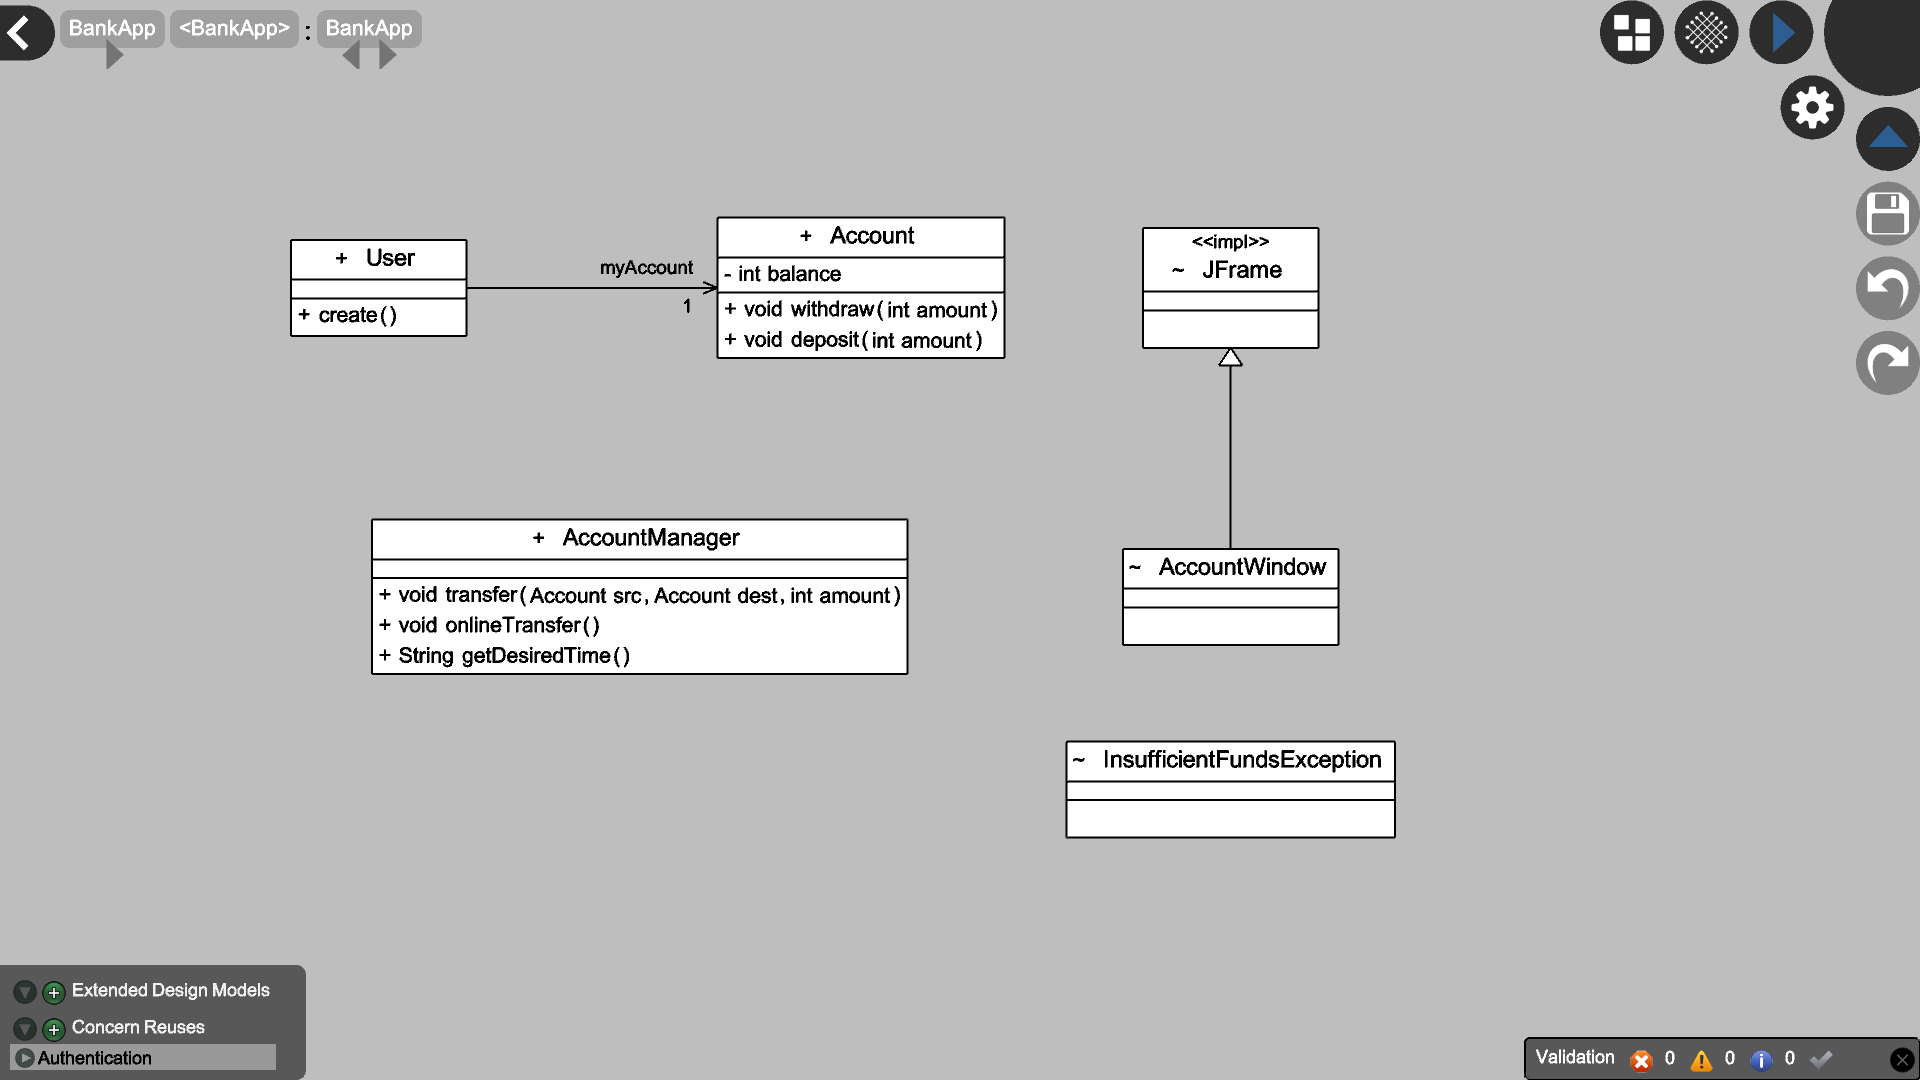 BankApp <BankApp> : BankApp
+ User
+ create()
myAccount
1
+ Account
- int balance
+ void withdraw(int amount)
+ void deposit(int amount)
<<impl>>
~ JFrame
+ AccountManager
+ void transfer(Account src, Account dest, int amount)
+ void onlineTransfer()
+ String getDesiredTime()
~ AccountWindow
~ InsufficientFundsException
Extended Design Models
Concern Reuses
Authentication
Validation 0 0 0